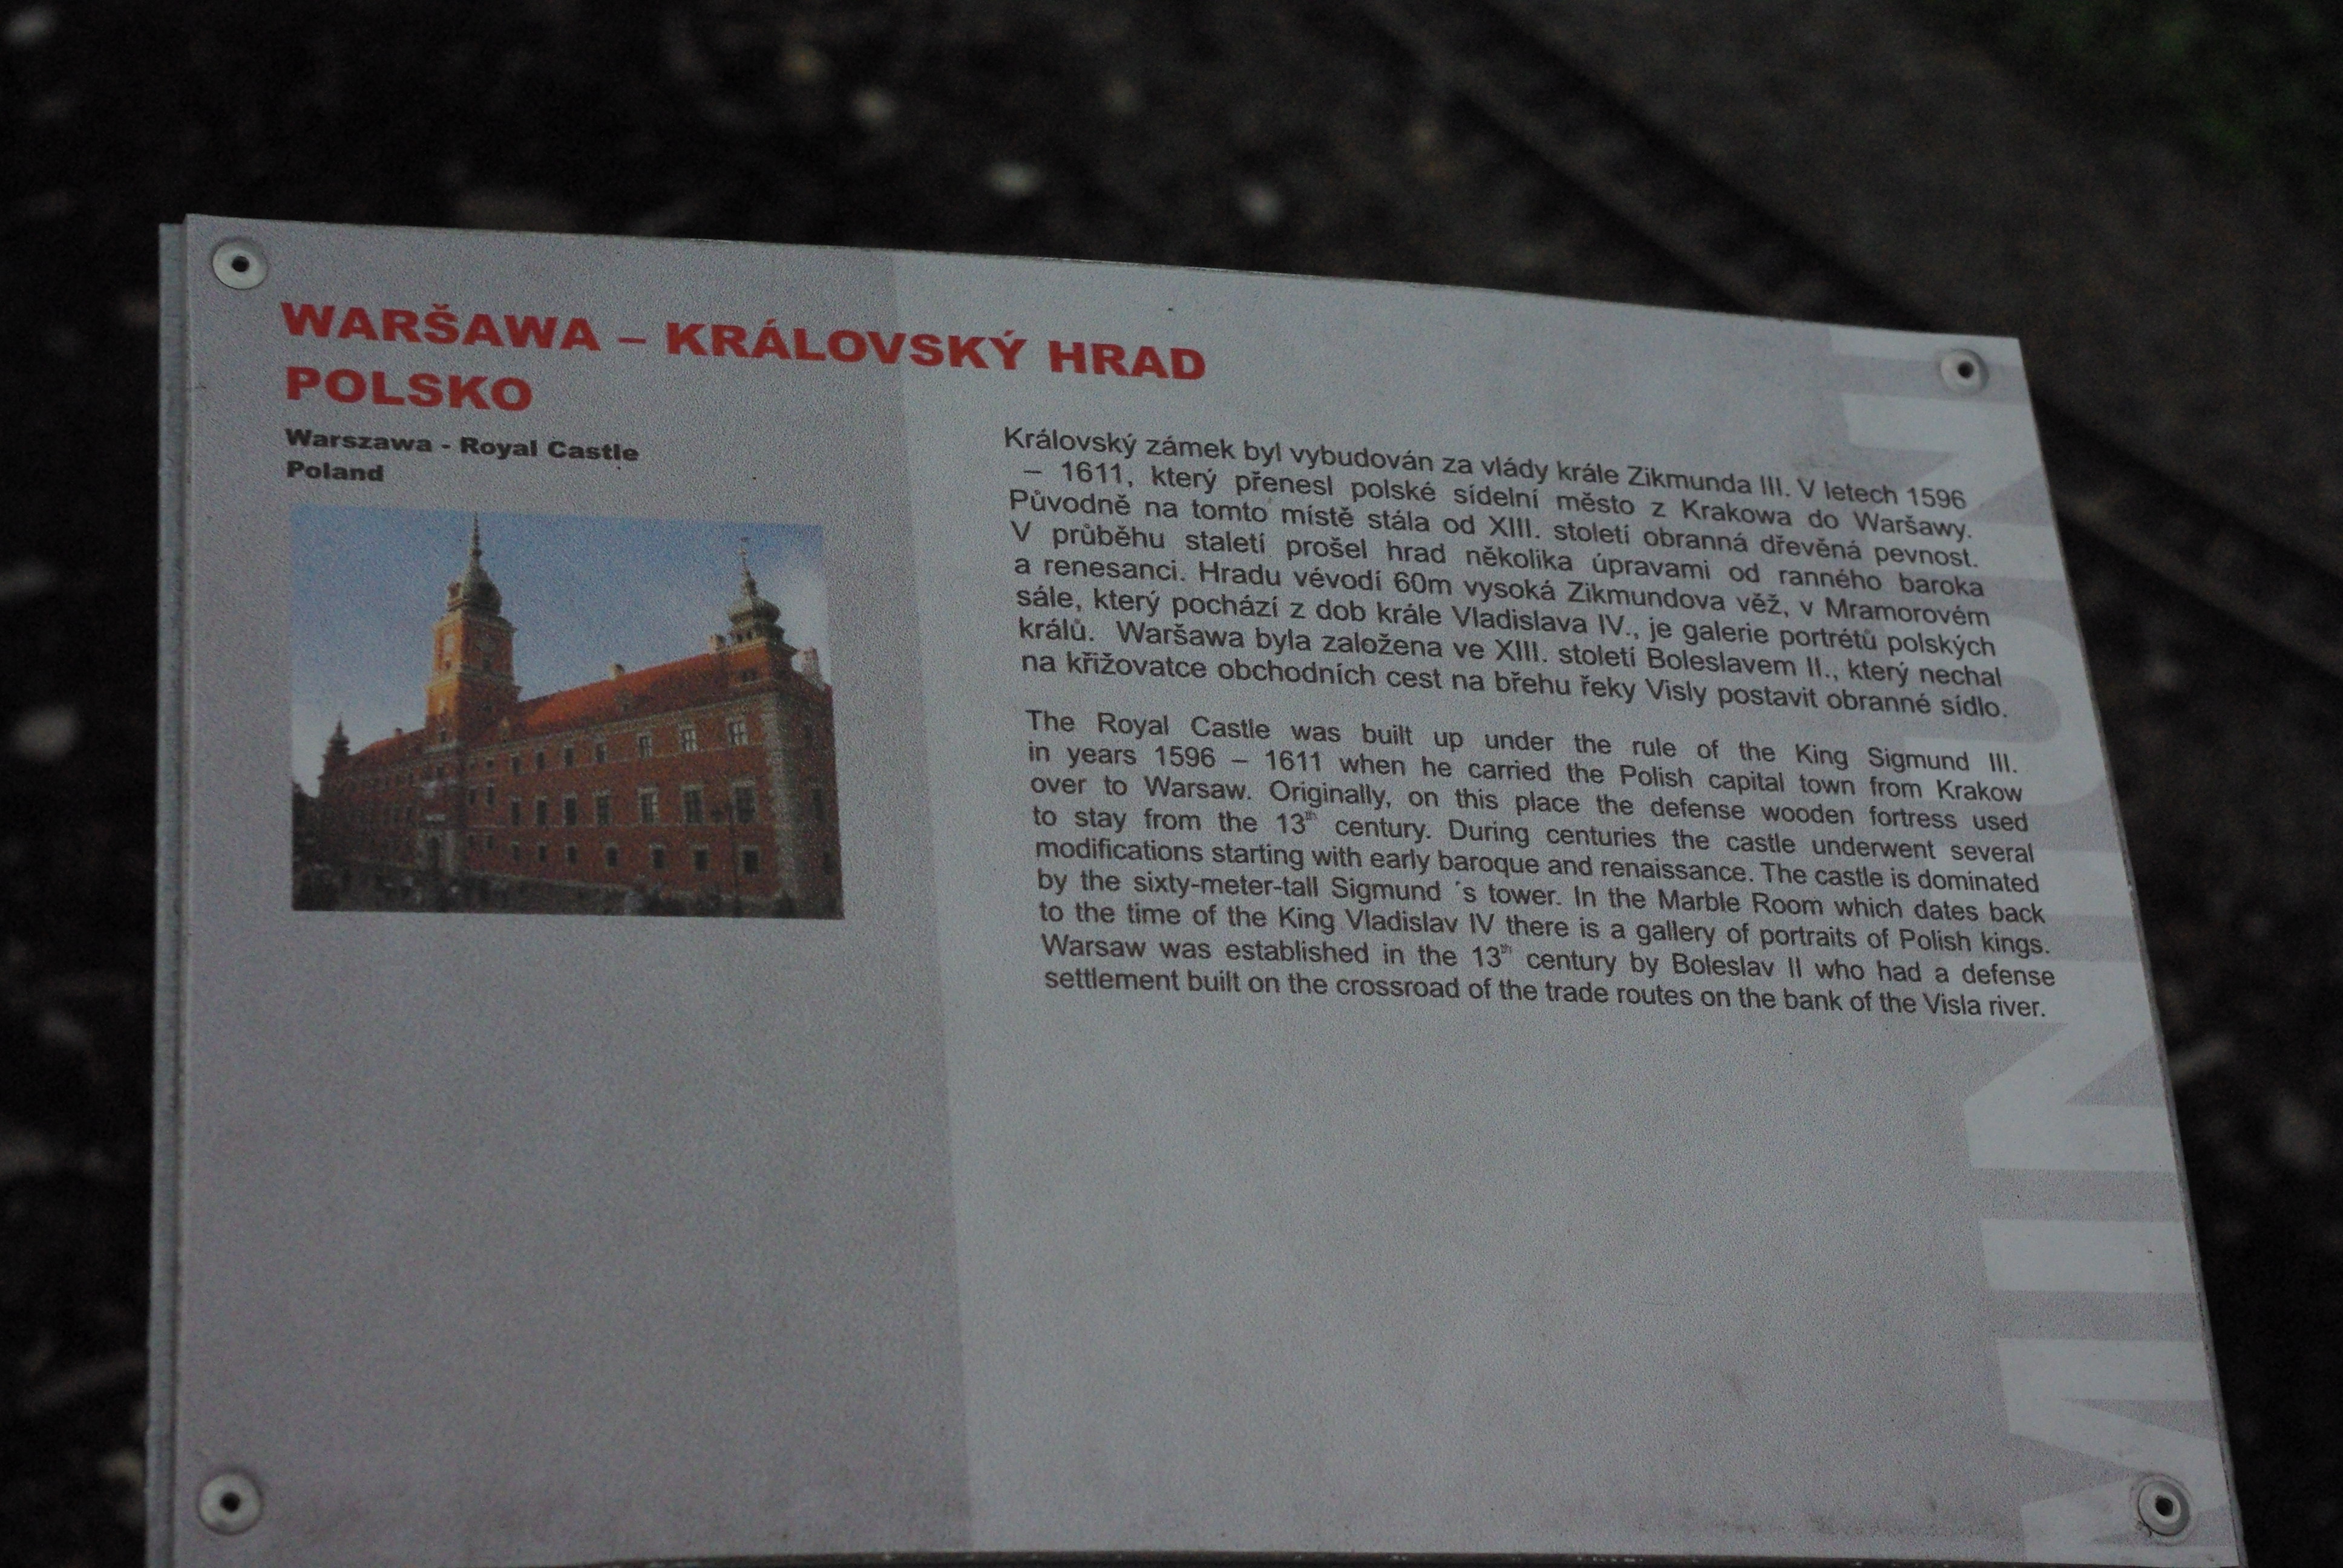 WARŠAWA – KRÁLOVSKÝ HRAD
POLSKO
Warszawa - Royal Castle
Poland
Královský zámek byl vybudován za vlády krále Zikmunda III. V letech 1596
– 1611, který přenesl polské sídelní město z Krakowa do Waršawy.
Původně na tomto místě stála od XIII. století obranná dřevěná pevnost.
V průběhu staletí prošel hrad několika úpravami od ranného baroka
a renesanci. Hradu vévodí 60m vysoká Zikmundova věž, v Mramorovém
sále, který pochází z dob krále Vladislava IV., je galerie portrétů polských
králů. Waršawa byla založena ve XIII. století Boleslavem II., který nechal
na křižovatce obchodních cest na břehu řeky Visly postavit obranné sídlo.
The Royal Castle was built up under the rule of the King Sigmund III.
in years 1596 – 1611 when he carried the Polish capital town from Krakow
over to Warsaw. Originally, on this place the defense wooden fortress used
to stay from the 13th century. During centuries the castle underwent several
modifications starting with early baroque and renaissance. The castle is dominated
by the sixty-meter-tall Sigmund ´s tower. In the Marble Room which dates back
to the time of the King Vladislav IV there is a gallery of portraits of Polish kings.
Warsaw was established in the 13th century by Boleslav II who had a defense
settlement built on the crossroad of the trade routes on the bank of the Visla river.
MINIUNI